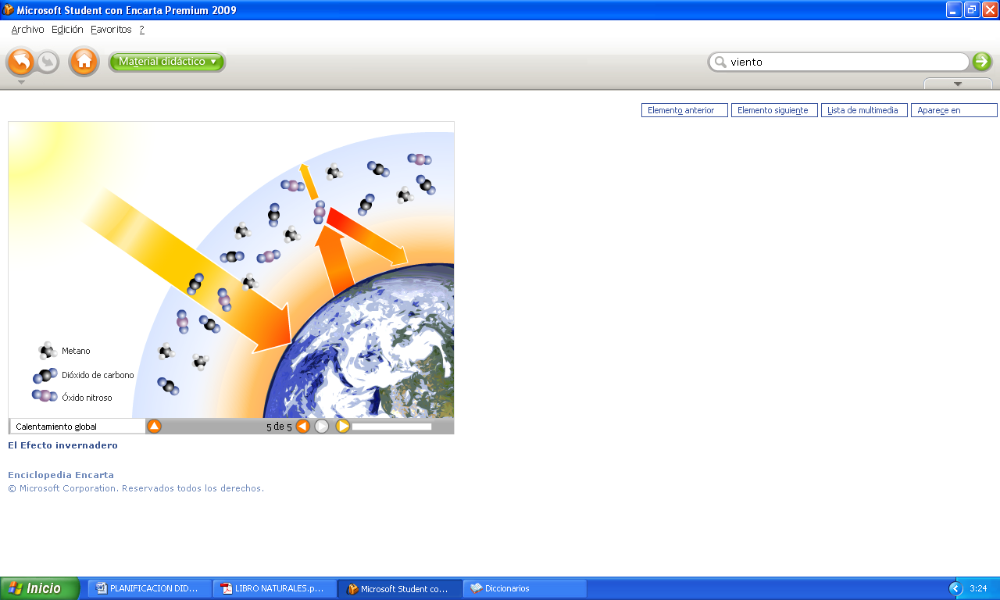 Microsoft Student con Encarta Premium 2009
Archivo Edición Favoritos ?
Material didáctico
viento
Elemento anterior
Elemento siguiente
Lista de multimedia
Aparece en
Metano
Dióxido de carbono
Óxido nitroso
Calentamiento global
5 de 5
El Efecto invernadero
Enciclopedia Encarta
© Microsoft Corporation. Reservados todos los derechos.
Inicio
PLANIFICACION DID...
LIBRO NATURALES.p...
Microsoft Student co...
Diccionarios
3:24